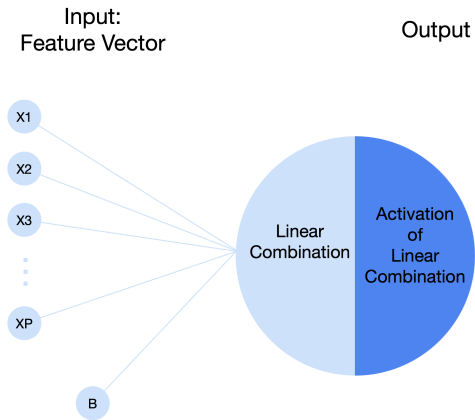 Input:
Feature Vector
Output
X1
X2
X3
XP
B
Linear
Combination
Activation
of
Linear
Combination